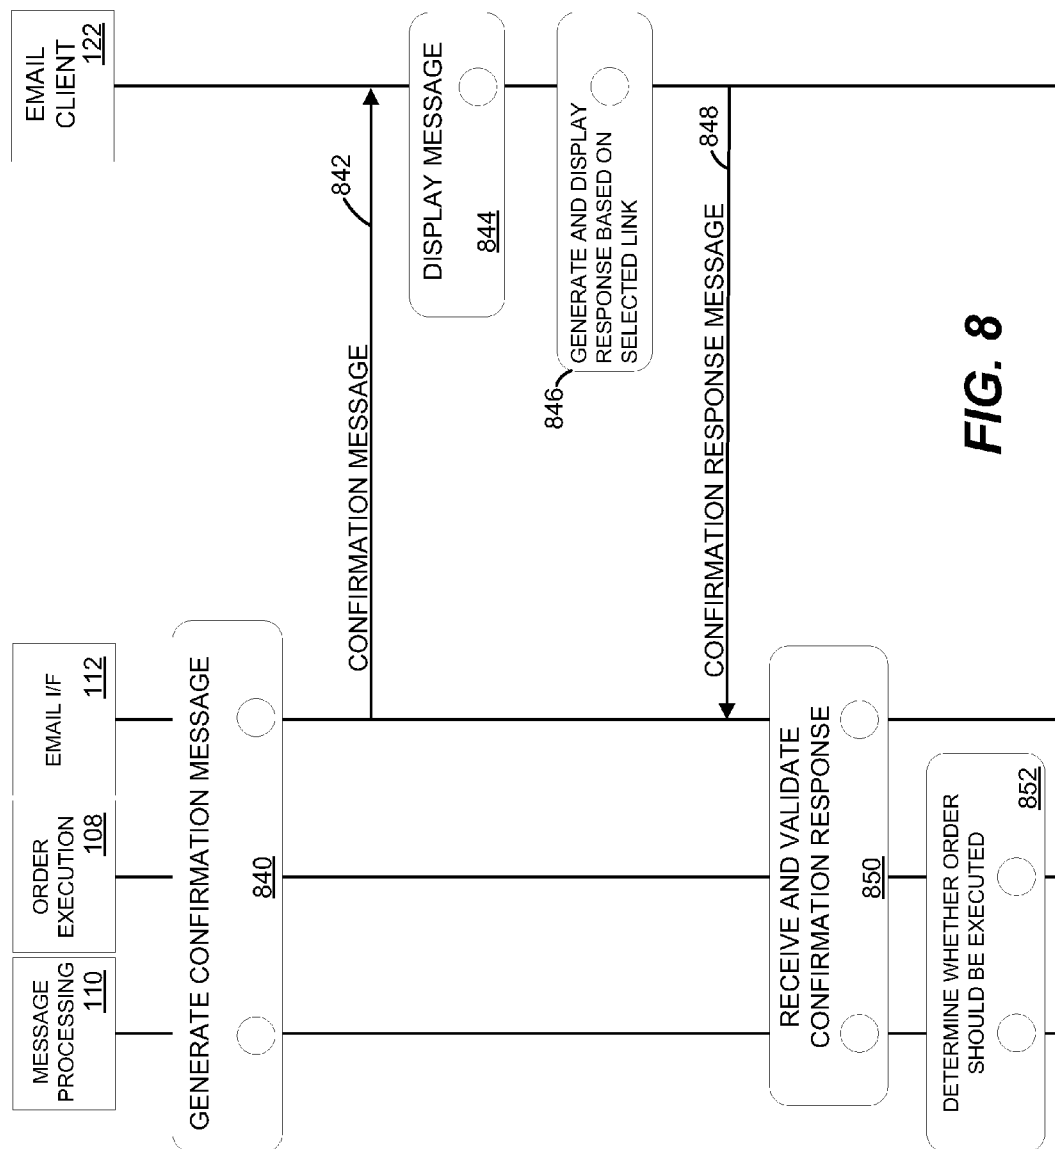 MESSAGE
PROCESSING
110
ORDER
EXECUTION
108
EMAIL I/F
112
EMAIL
CLIENT
122
GENERATE CONFIRMATION MESSAGE
840
CONFIRMATION MESSAGE
842
DISPLAY MESSAGE
844
846
GENERATE AND DISPLAY
RESPONSE BASED ON
SELECTED LINK
CONFIRMATION RESPONSE MESSAGE
848
RECEIVE AND VALIDATE
CONFIRMATION RESPONSE
850
DETERMINE WHETHER ORDER
SHOULD BE EXECUTED
852
FIG. 8